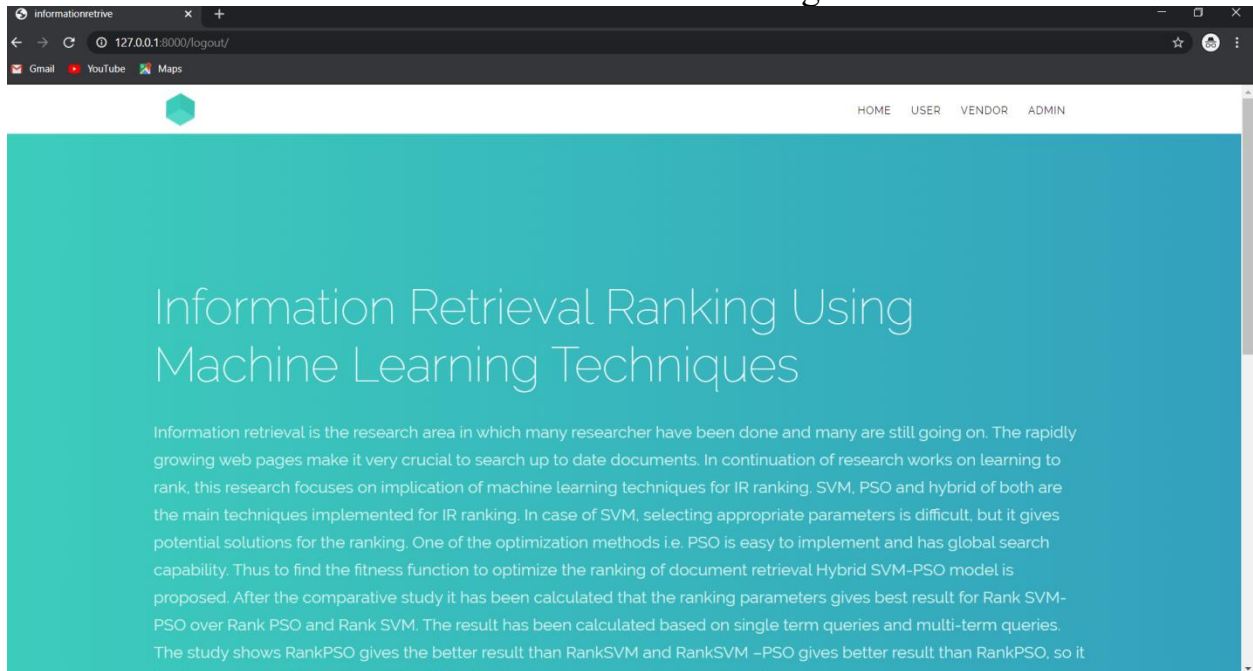 informationretrive
127.0.0.1:8000/logout/
Gmail YouTube Maps
HOME USER VENDOR ADMIN
Information Retrieval Ranking Using
Machine Learning Techniques
Information retrieval is the research area in which many researcher have been done and many are still going on. The rapidly
growing web pages make it very crucial to search up to date documents. In continuation of research works on learning to
rank, this research focuses on implication of machine learning techniques for IR ranking. SVM, PSO and hybrid of both are
the main techniques implemented for IR ranking. In case of SVM, selecting appropriate parameters is difficult, but it gives
potential solutions for the ranking. One of the optimization methods i.e. PSO is easy to implement and has global search
capability. Thus to find the fitness function to optimize the ranking of document retrieval Hybrid SVM-PSO model is
proposed. After the comparative study it has been calculated that the ranking parameters gives best result for Rank SVM-
PSO over Rank PSO and Rank SVM. The result has been calculated based on single term queries and multi-term queries.
The study shows RankPSO gives the better result than RankSVM and RankSVM –PSO gives better result than RankPSO, so it